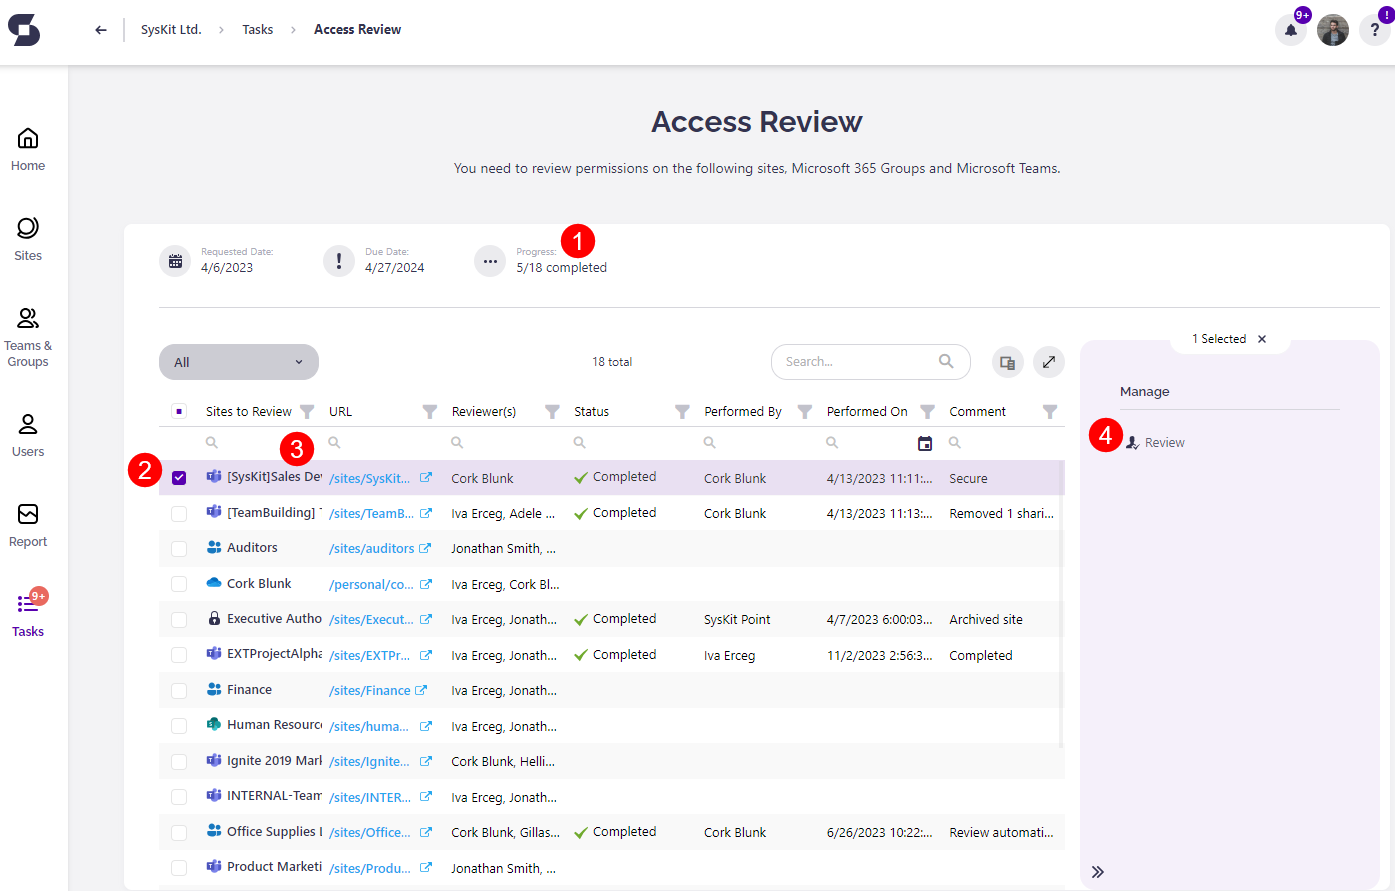 SysKit Ltd. > Tasks > Access Review
9+
!
?
Home
Sites
Teams &
Groups
Users
Report
9+
Tasks
Access Review
You need to review permissions on the following sites, Microsoft 365 Groups and Microsoft Teams.
Requested Date:
4/6/2023
Due Date:
4/27/2024
Progress:
5/18 completed
1
All
18 total
Search...
1 Selected
Manage
4
Review
Sites to Review URL Reviewer(s) Status Performed By Performed On Comment
3
2
[SysKit]Sales De /sites/SysKit... Cork Blunk Completed Cork Blunk 4/13/2023 11:11:... Secure
[TeamBuilding] T /sites/TeamB... Iva Erceg, Adele ... Completed Cork Blunk 4/13/2023 11:13:... Removed 1 shari...
Auditors /sites/auditors Jonathan Smith, ...
Cork Blunk /personal/co... Iva Erceg, Cork Bl...
Executive Autho /sites/Execut... Iva Erceg, Jonath... Completed SysKit Point 4/7/2023 6:00:03... Archived site
EXTProjectAlpha /sites/EXTPr... Iva Erceg, Jonath... Completed Iva Erceg 11/2/2023 2:56:3... Completed
Finance /sites/Finance Iva Erceg, Jonath...
Human Resourc /sites/huma... Iva Erceg, Jonath...
Ignite 2019 Mark /sites/Ignite... Cork Blunk, Helli...
INTERNAL-Team /sites/INTER... Iva Erceg, Jonath...
Office Supplies /sites/Office... Cork Blunk, Gillas... Completed Cork Blunk 6/26/2023 10:22:... Review automati...
Product Marketi /sites/Produ... Jonathan Smith, ...